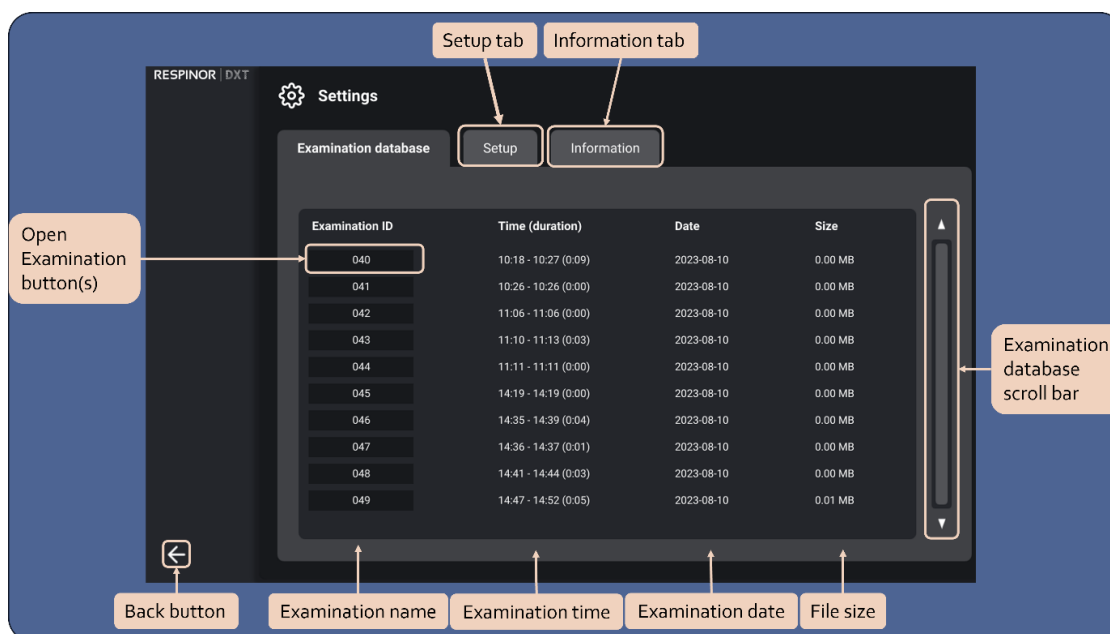 Setup tab
Information tab
RESPINOR | DXT
Settings
Examination database
Setup
Information
Open
Examination
button(s)
Examination ID Time (duration) Date Size
040 10:18 - 10:27 (0:09) 2023-08-10 0.00 MB
041 10:26 - 10:26 (0:00) 2023-08-10 0.00 MB
042 11:06 - 11:06 (0:00) 2023-08-10 0.00 MB
043 11:10 - 11:13 (0:03) 2023-08-10 0.00 MB
044 11:11 - 11:11 (0:00) 2023-08-10 0.00 MB
045 14:19 - 14:19 (0:00) 2023-08-10 0.00 MB
046 14:35 - 14:39 (0:04) 2023-08-10 0.00 MB
047 14:36 - 14:37 (0:01) 2023-08-10 0.00 MB
048 14:41 - 14:44 (0:03) 2023-08-10 0.00 MB
049 14:47 - 14:52 (0:05) 2023-08-10 0.01 MB
Examination
database
scroll bar
Back button
Examination name
Examination time
Examination date
File size